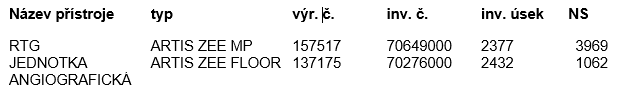 Název přístroje typ výr. č. inv. č. inv. úsek NS
RTG ARTIS ZEE MP 157517 70649000 2377 3969
JEDNOTKA ARTIS ZEE FLOOR 137175 70276000 2432 1062
ANGIOGRAFICKÁ